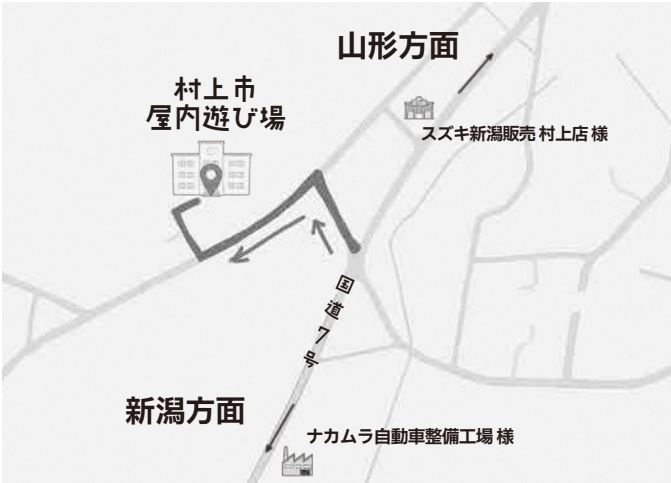 山形方面
村上市
屋内遊び場
スズキ新潟販売 村上店 様
国道7号
新潟方面
ナカムラ自動車整備工場 様